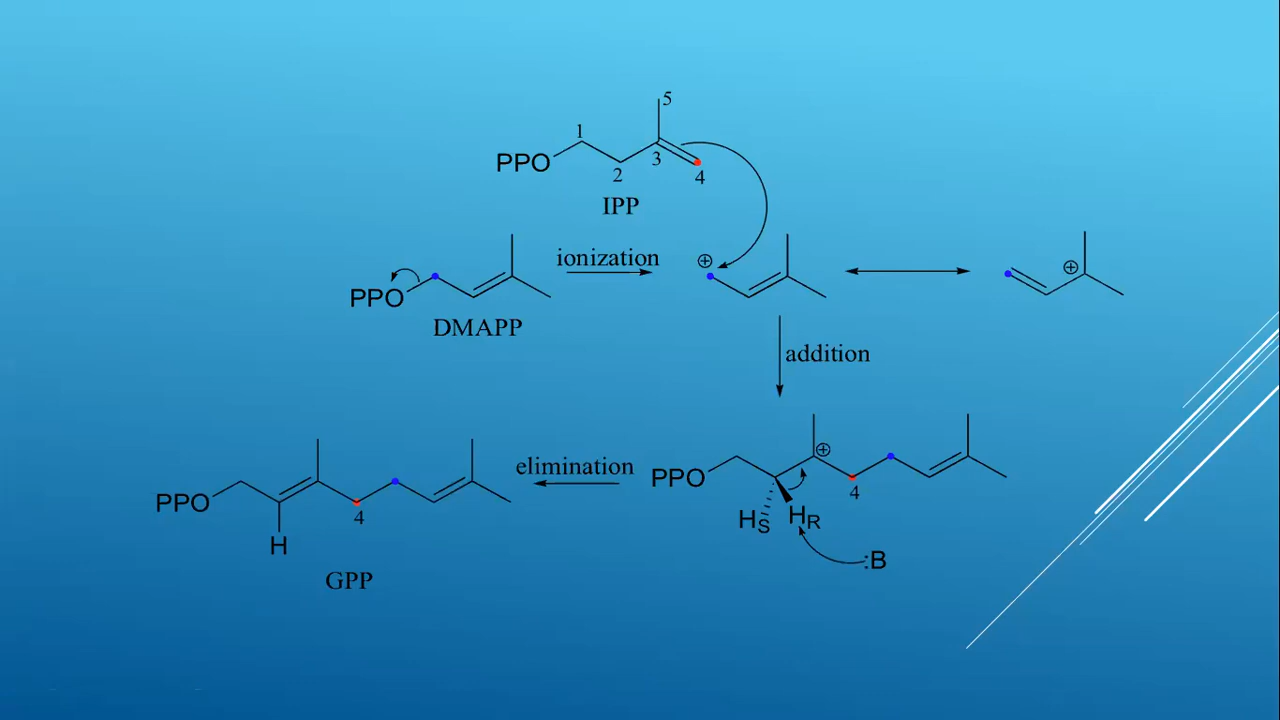 5
1
PPO
2
3
4
IPP
ionization
⊕
⊕
PPO
DMAPP
addition
elimination
⊕
PPO
4
PPO
4
HS
HR
H
:B
GPP